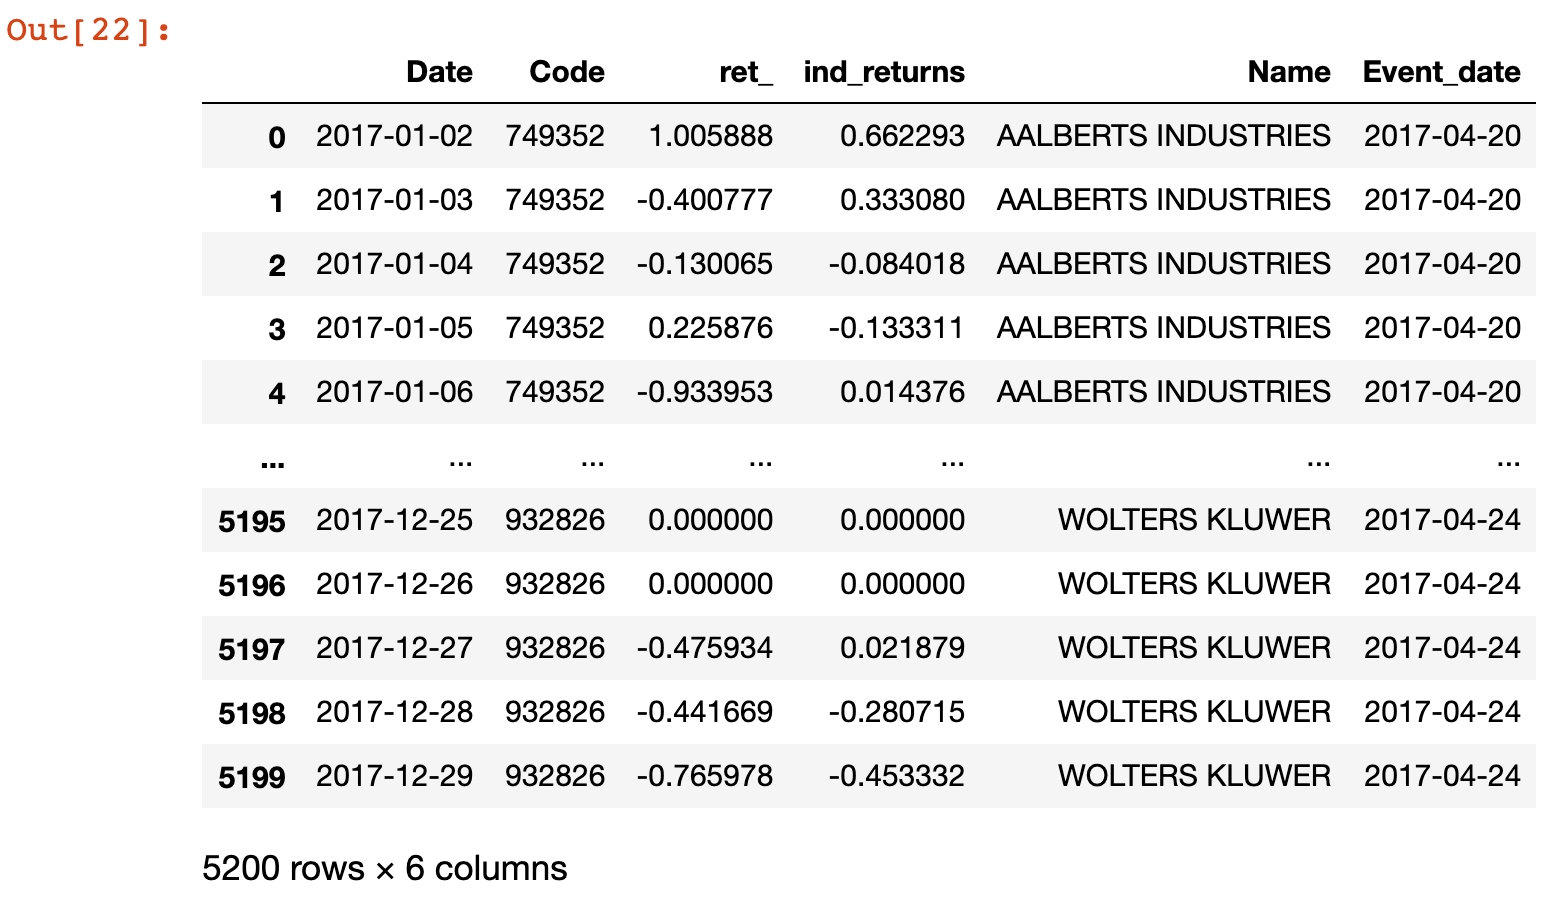 Out[22]:
Date Code ret_ ind_returns Name Event_date
0 2017-01-02 749352 1.005888 0.662293 AALBERTS INDUSTRIES 2017-04-20
1 2017-01-03 749352 -0.400777 0.333080 AALBERTS INDUSTRIES 2017-04-20
2 2017-01-04 749352 -0.130065 -0.084018 AALBERTS INDUSTRIES 2017-04-20
3 2017-01-05 749352 0.225876 -0.133311 AALBERTS INDUSTRIES 2017-04-20
4 2017-01-06 749352 -0.933953 0.014376 AALBERTS INDUSTRIES 2017-04-20
... ... ... ... ... ... ...
5195 2017-12-25 932826 0.000000 0.000000 WOLTERS KLUWER 2017-04-24
5196 2017-12-26 932826 0.000000 0.000000 WOLTERS KLUWER 2017-04-24
5197 2017-12-27 932826 -0.475934 0.021879 WOLTERS KLUWER 2017-04-24
5198 2017-12-28 932826 -0.441669 -0.280715 WOLTERS KLUWER 2017-04-24
5199 2017-12-29 932826 -0.765978 -0.453332 WOLTERS KLUWER 2017-04-24
5200 rows × 6 columns